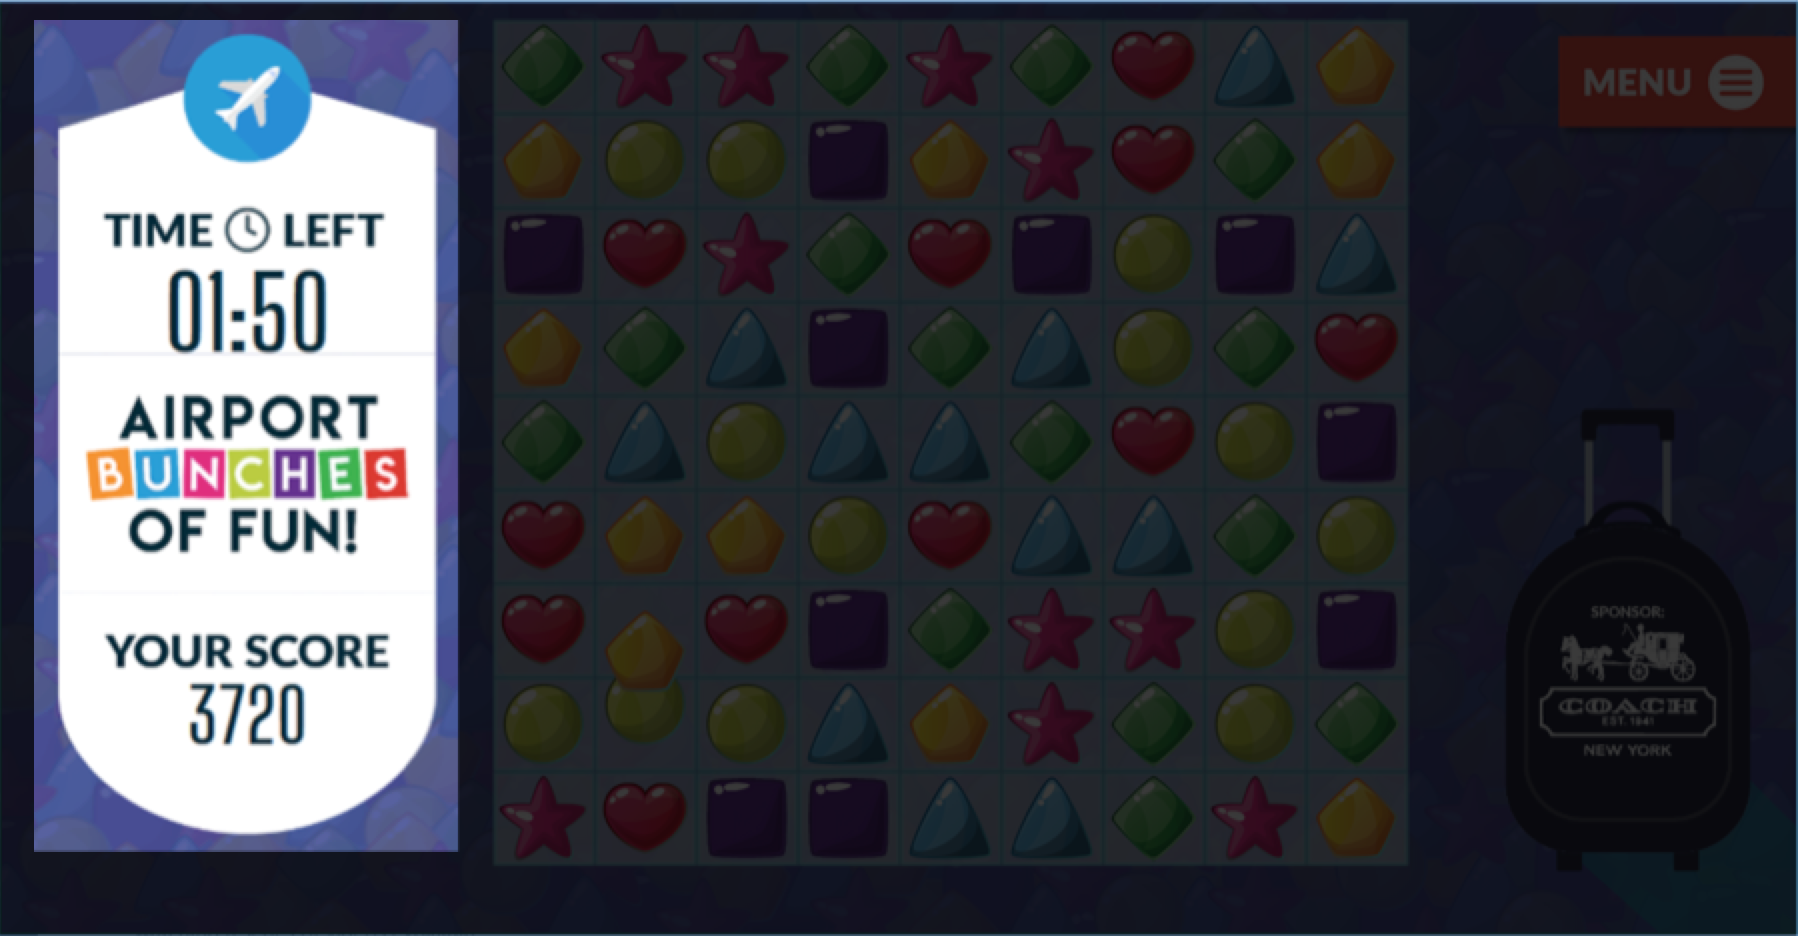 TIME LEFT
01:50
AIRPORT
BUNCHES
OF FUN!
YOUR SCORE
3720
MENU
SPONSOR:
COACH
EST. 1941
NEW YORK